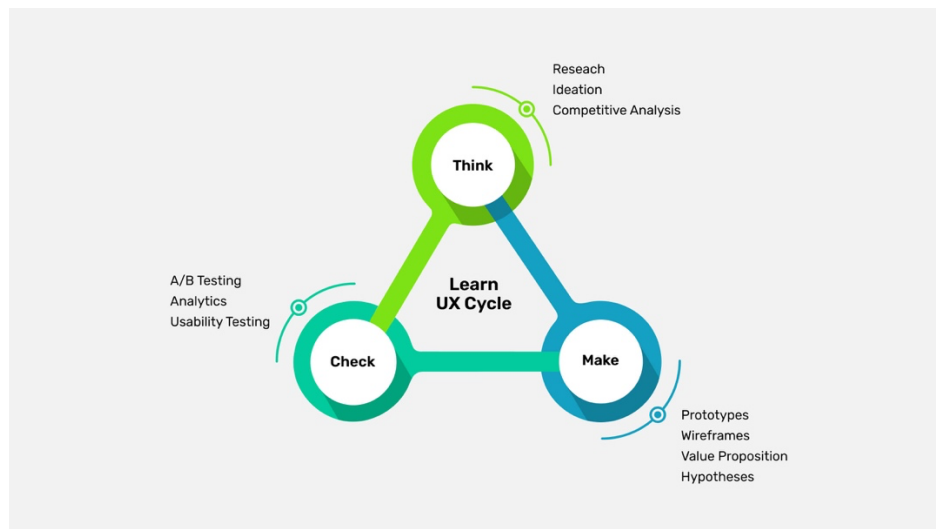 Reseach
Ideation
Competitive Analysis
Think
Learn
UX Cycle
A/B Testing
Analytics
Usability Testing
Check
Make
Prototypes
Wireframes
Value Proposition
Hypotheses